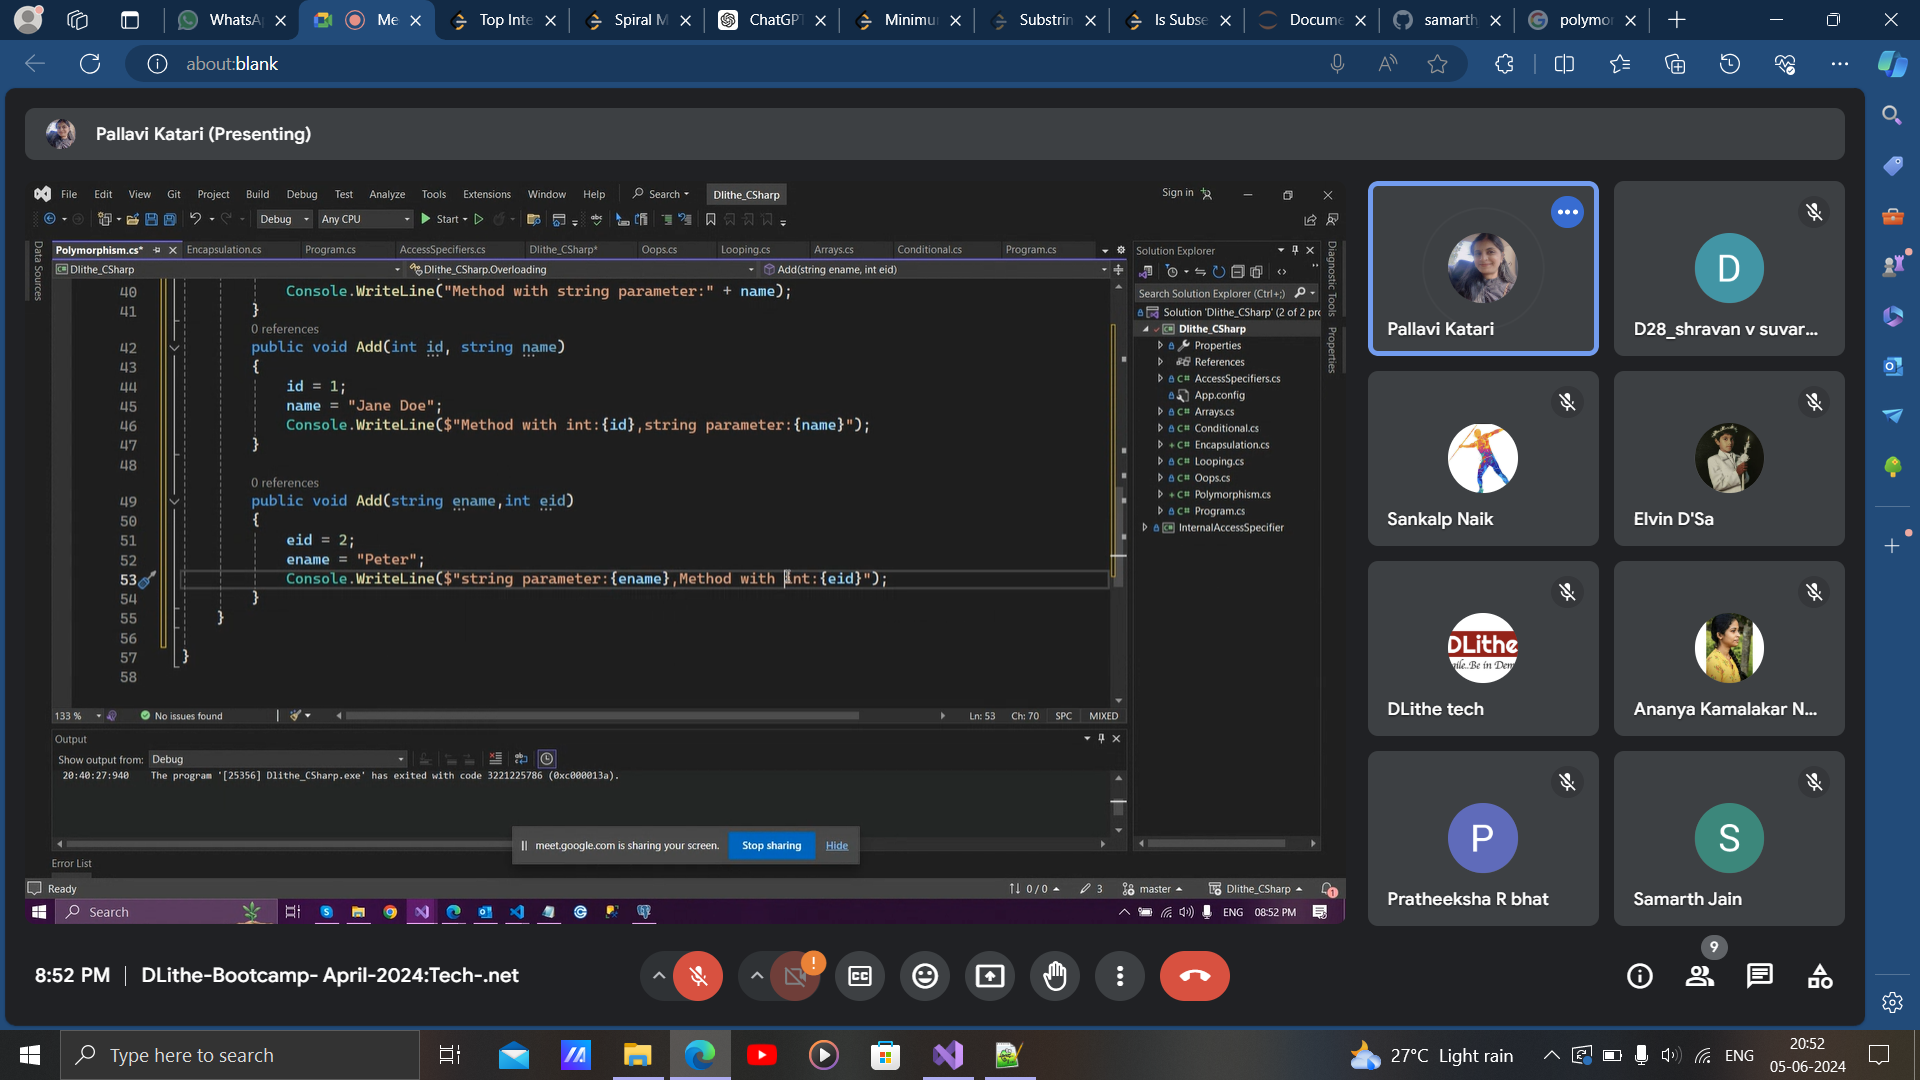 WhatsA
Me
Top Inte
Spiral M
ChatGPT
Minimu
Substrin
Is Subse
Docume
samarth
polymo
about:blank
Pallavi Katari (Presenting)
File Edit View Git Project Build Debug Test Analyze Tools Extensions Window Help Search Dlithe_CSharp Sign in
Debug Any CPU Start
Data Sources
Polymorphism.cs* Encapsulation.cs Program.cs AccessSpecifiers.cs Dlithe_CSharp* Oops.cs Looping.cs Arrays.cs Conditional.cs Program.cs
Dlithe_CSharp Dlithe_CSharp.Overloading Add(string ename, int eid)
40 Console.WriteLine("Method with string parameter:" + name);
41 }
0 references
42 public void Add(int id, string name)
43 {
44 id = 1;
45 name = "Jane Doe";
46 Console.WriteLine($"Method with int:{id},string parameter:{name}");
47 }
48
0 references
49 public void Add(string ename,int eid)
50 {
51 eid = 2;
52 ename = "Peter";
53 Console.WriteLine($"string parameter:{ename},Method with int:{eid}");
54 }
55 }
56
57 }
58
133 % No issues found Ln: 53 Ch: 70 SPC MIXED
Output
Show output from: Debug
20:40:27:940 The program '[25356] Dlithe_CSharp.exe' has exited with code 3221225786 (0xc000013a).
meet.google.com is sharing your screen. Stop sharing Hide
Error List
Ready 0 / 0 3 master Dlithe_CSharp 1
Solution Explorer
Search Solution Explorer (Ctrl+;)
Solution 'Dlithe_CSharp' (2 of 2 pro
Dlithe_CSharp
Properties
References
C# AccessSpecifiers.cs
App.config
C# Arrays.cs
C# Conditional.cs
C# Encapsulation.cs
C# Looping.cs
C# Oops.cs
C# Polymorphism.cs
C# Program.cs
InternalAccessSpecifier
Diagnostic Tools
Properties
Search ENG 08:52 PM
Pallavi Katari
D
D28_shravan v suvar...
Sankalp Naik
Elvin D'Sa
DLithe
DLithe tech
Ananya Kamalakar N...
P
Pratheeksha R bhat
S
Samarth Jain
8:52 PM DLithe-Bootcamp- April-2024:Tech-.net
9
Type here to search
27°C Light rain
ENG
20:52
05-06-2024